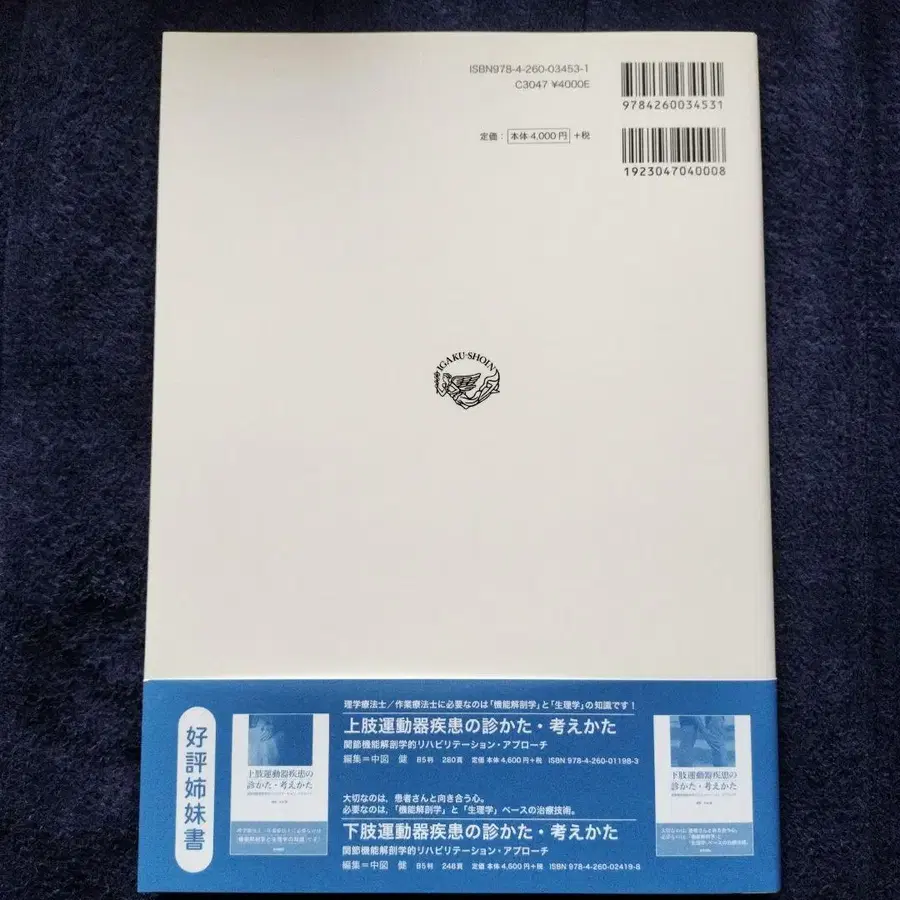 ISBN978-4-260-03453-1
C3047 ¥4000E
9784260034531
定価：本体 4,000円 +税
1923047040008
IGAKU-SHOIN
好評姉妹書
理学療法士／作業療法士に必要なのは「機能解剖学」と「生理学」の知識です！
上肢運動器疾患の診かた・考えかた
関節機能解剖学的リハビリテーション・アプローチ
編集＝中図 健 B5判 280頁 定価 本体 4,600円+税 ISBN 978-4-260-01198-3
大切なのは，患者さんと向き合う心。
必要なのは，「機能解剖学」と「生理学」ベースの治療技術。
下肢運動器疾患の診かた・考えかた
関節機能解剖学的リハビリテーション・アプローチ
編集＝中図 健 B5判 248頁 定価 本体 4,600円+税 ISBN 978-4-260-02419-8
上肢運動器疾患の
診かた・考えかた
下肢運動器疾患の
診かた・考えかた